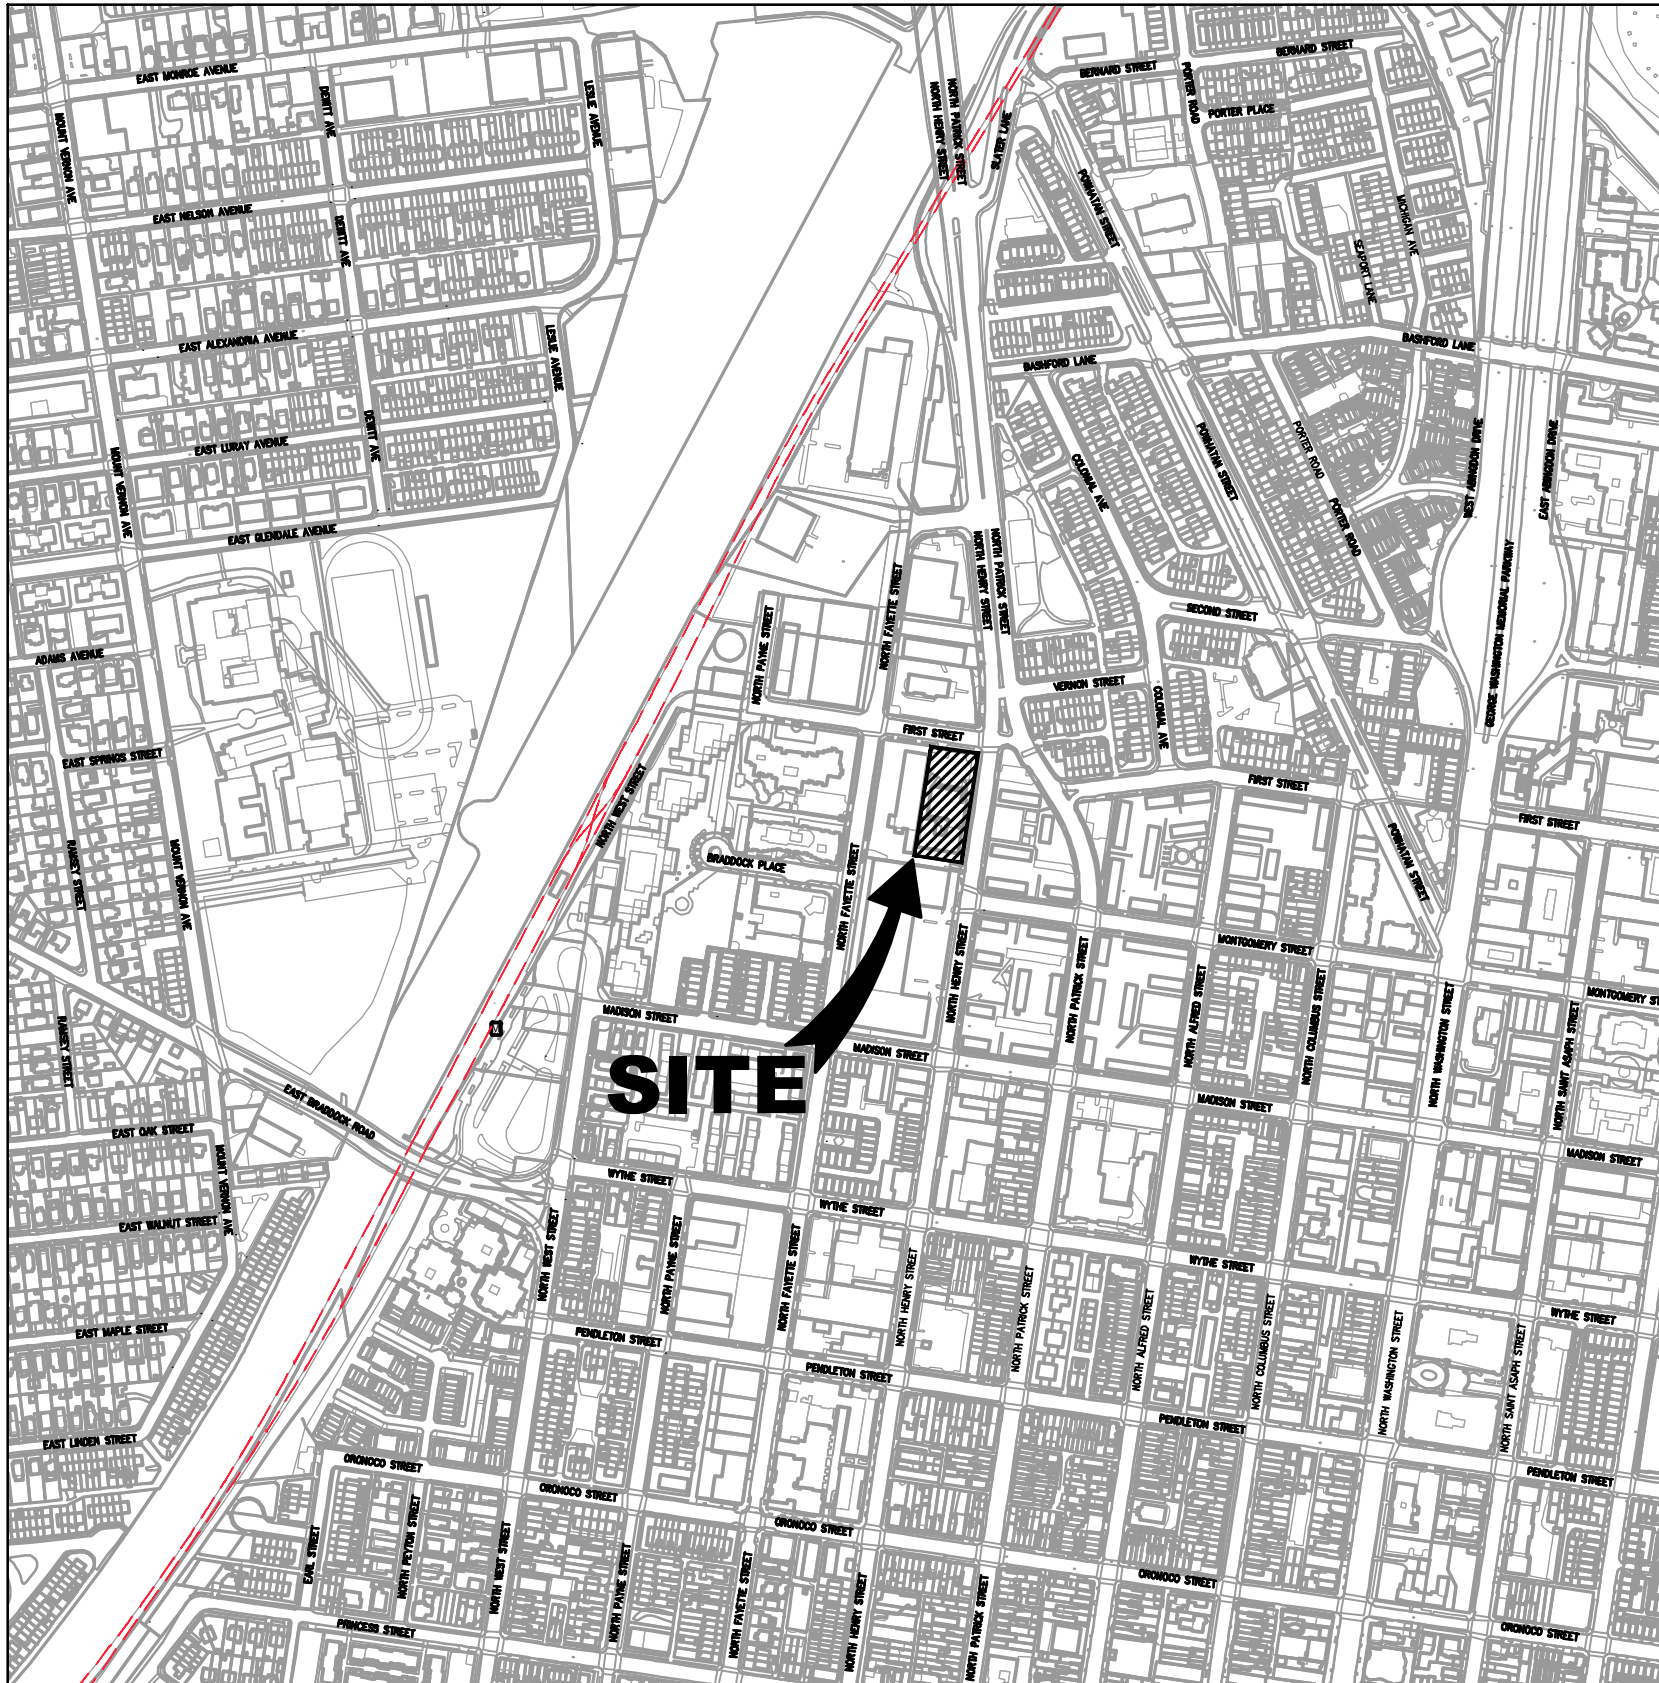 EAST MONROE AVENUE
DEWITT AVE
LESLIE AVENUE
NORTH HENRY STREET
NORTH PATRICK STREET
SLATER LANE
BERNARD STREET
BERNARD STREET
PORTER ROAD
PORTER PLACE
MOUNT VERNON AVE
EAST NELSON AVENUE
DEWITT AVE
POWHATAN STREET
MICHIGAN AVE
SEAPORT LANE
EAST ALEXANDRIA AVENUE
LESLIE AVENUE
BASHFORD LANE
BASHFORD LANE
DEWITT AVE
EAST LURAY AVENUE
MOUNT VERNON AVE
COLONIAL AVE
POWHATAN STREET
PORTER ROAD
PORTER ROAD
WEST ABINGDON DRIVE
EAST ABINGDON DRIVE
EAST GLENDALE AVENUE
NORTH HENRY STREET
NORTH PATRICK STREET
NORTH FAYETTE STREET
NORTH PAYNE STREET
SECOND STREET
GEORGE WASHINGTON MEMORIAL PARKWAY
ADAMS AVENUE
VERNON STREET
COLONIAL AVE
FIRST STREET
EAST SPRINGS STREET
NORTH WEST STREET
FIRST STREET
FIRST STREET
RAMSEY STREET
MOUNT VERNON AVE
BRADDOCK PLACE
NORTH FAYETTE STREET
POWHATAN STREET
NORTH HENRY STREET
NORTH PATRICK STREET
MONTGOMERY STREET
NORTH ALFRED STREET
NORTH COLUMBUS STREET
NORTH WASHINGTON STREET
NORTH SAINT ASAPH STREET
MONTGOMERY ST
RAMSEY STREET
MADISON STREET
MADISON STREET
SITE
MADISON STREET
MADISON STREET
EAST BRADDOCK ROAD
EAST OAK STREET
MOUNT VERNON AVE
EAST WALNUT STREET
WYTHE STREET
WYTHE STREET
WYTHE STREET
WYTHE STREET
NORTH WEST STREET
NORTH PAYNE STREET
NORTH FAYETTE STREET
NORTH HENRY STREET
NORTH PATRICK STREET
NORTH ALFRED STREET
NORTH COLUMBUS STREET
NORTH WASHINGTON STREET
NORTH SAINT ASAPH STREET
EAST MAPLE STREET
PENDLETON STREET
PENDLETON STREET
PENDLETON STREET
PENDLETON STREET
EAST LINDEN STREET
ORONOCO STREET
ORONOCO STREET
ORONOCO STREET
ORONOCO STREET
ORONOCO STREET
EARL STREET
NORTH PEYTON STREET
NORTH WEST STREET
NORTH PAYNE STREET
NORTH FAYETTE STREET
NORTH HENRY STREET
NORTH PATRICK STREET
PRINCESS STREET